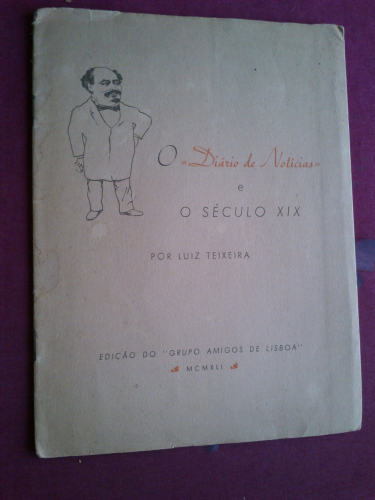 O «Diário de Notícias»
e
O SÉCULO XIX
POR LUIZ TEIXEIRA
EDIÇÃO DO "GRUPO AMIGOS DE LISBOA"
MCMXLI